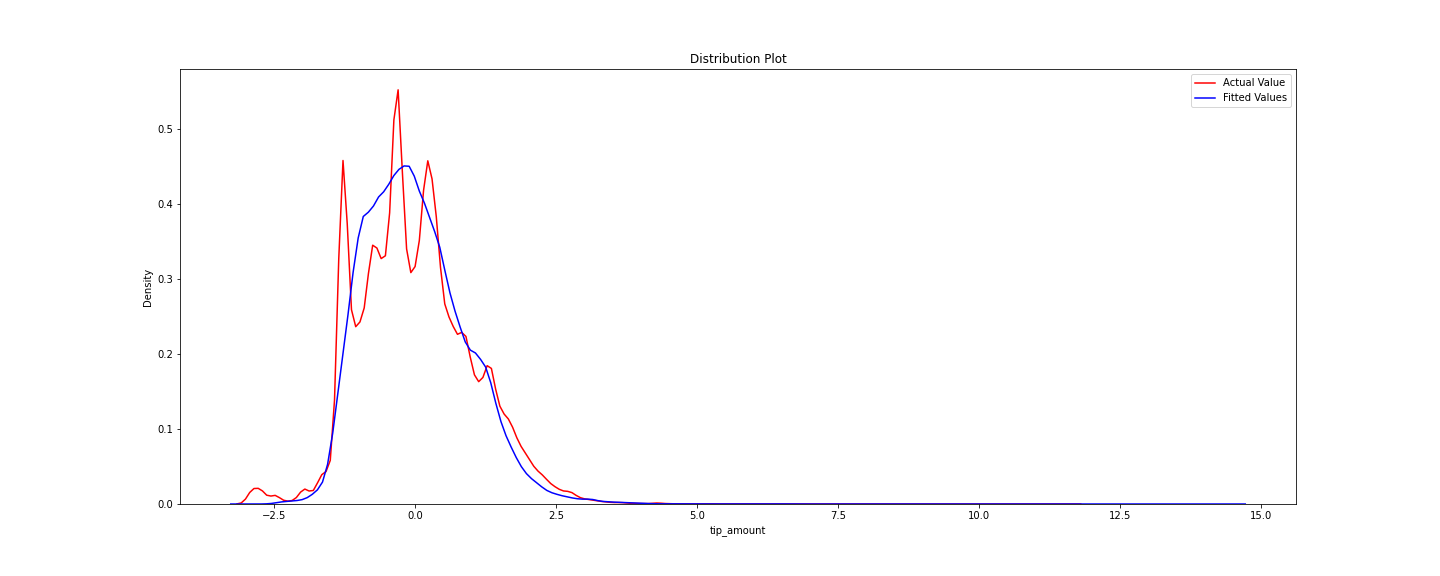 Distribution Plot
Actual Value
Fitted Values
Density
0.5
0.4
0.3
0.2
0.1
0.0
−2.5 0.0 2.5 5.0 7.5 10.0 12.5 15.0
tip_amount